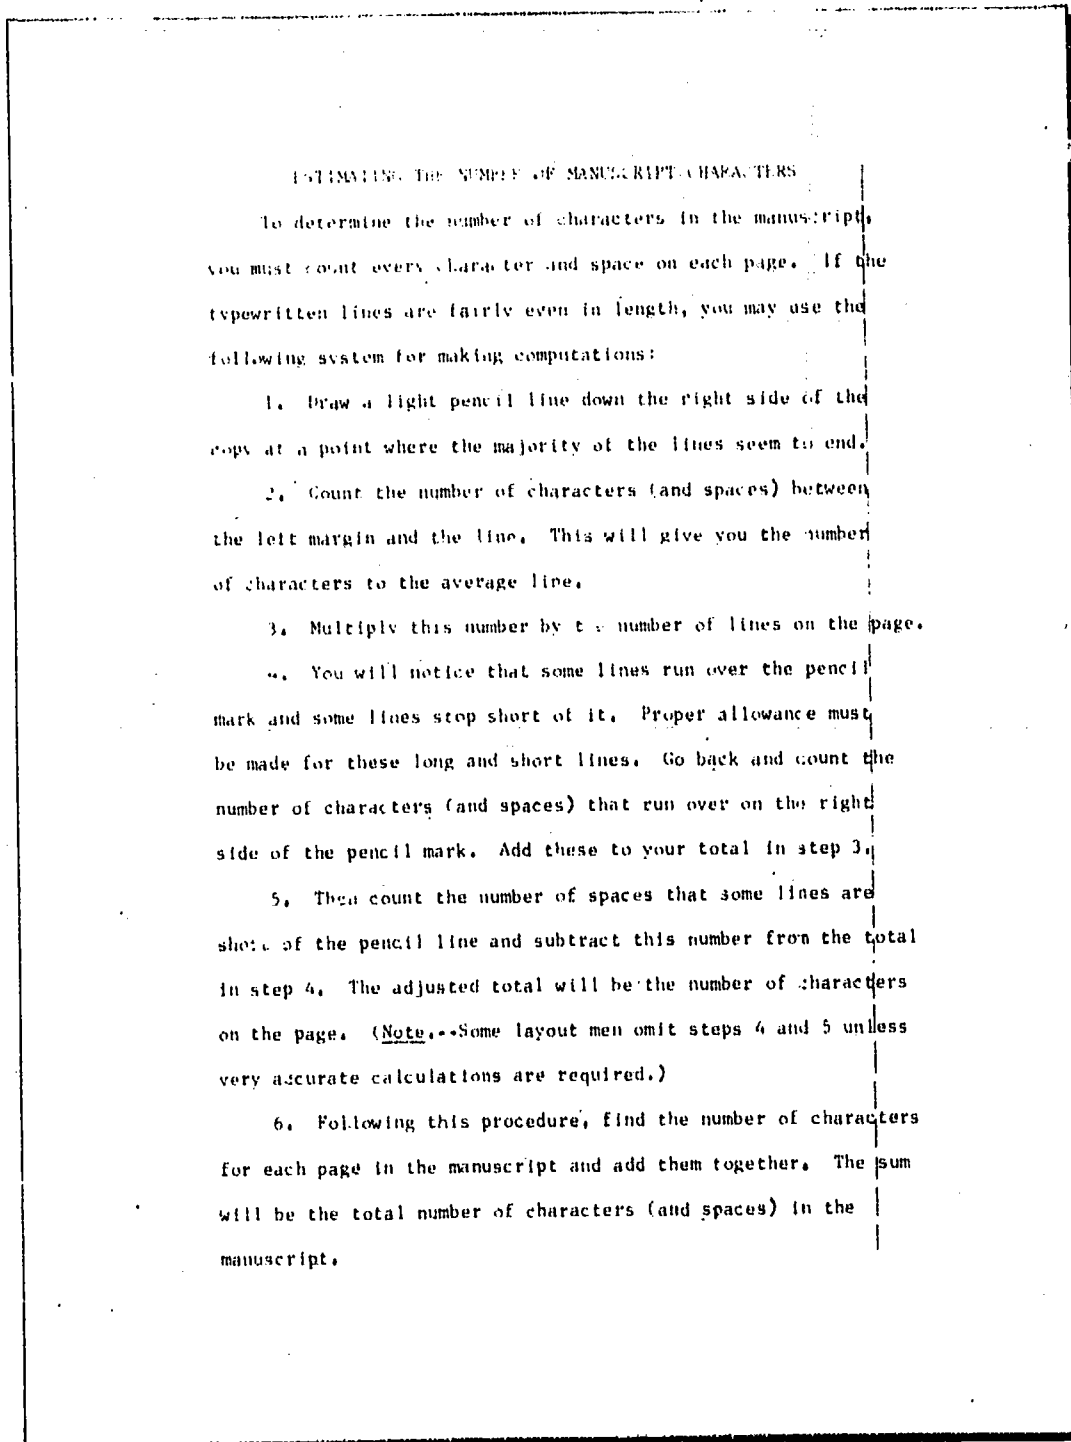 ESTIMATING THE NUMBER OF MANUSCRIPT CHARACTERS
To determine the number of characters in the manuscript,
you must count every character and space on each page. If the
typewritten lines are fairly even in length, you may use the
following system for making computations:
1. Draw a light pencil line down the right side of the
copy at a point where the majority of the lines seem to end.
2. Count the number of characters (and spaces) between
the left margin and the line. This will give you the number
of characters to the average line.
3. Multiply this number by the number of lines on the page.
4. You will notice that some lines run over the pencil
mark and some lines stop short of it. Proper allowance must
be made for these long and short lines. Go back and count the
number of characters (and spaces) that run over on the right
side of the pencil mark. Add these to your total in step 3.
5. Then count the number of spaces that some lines are
short of the pencil line and subtract this number from the total
in step 4. The adjusted total will be the number of characters
on the page. (Note.--Some layout men omit steps 4 and 5 unless
very accurate calculations are required.)
6. Following this procedure, find the number of characters
for each page in the manuscript and add them together. The sum
will be the total number of characters (and spaces) in the
manuscript.